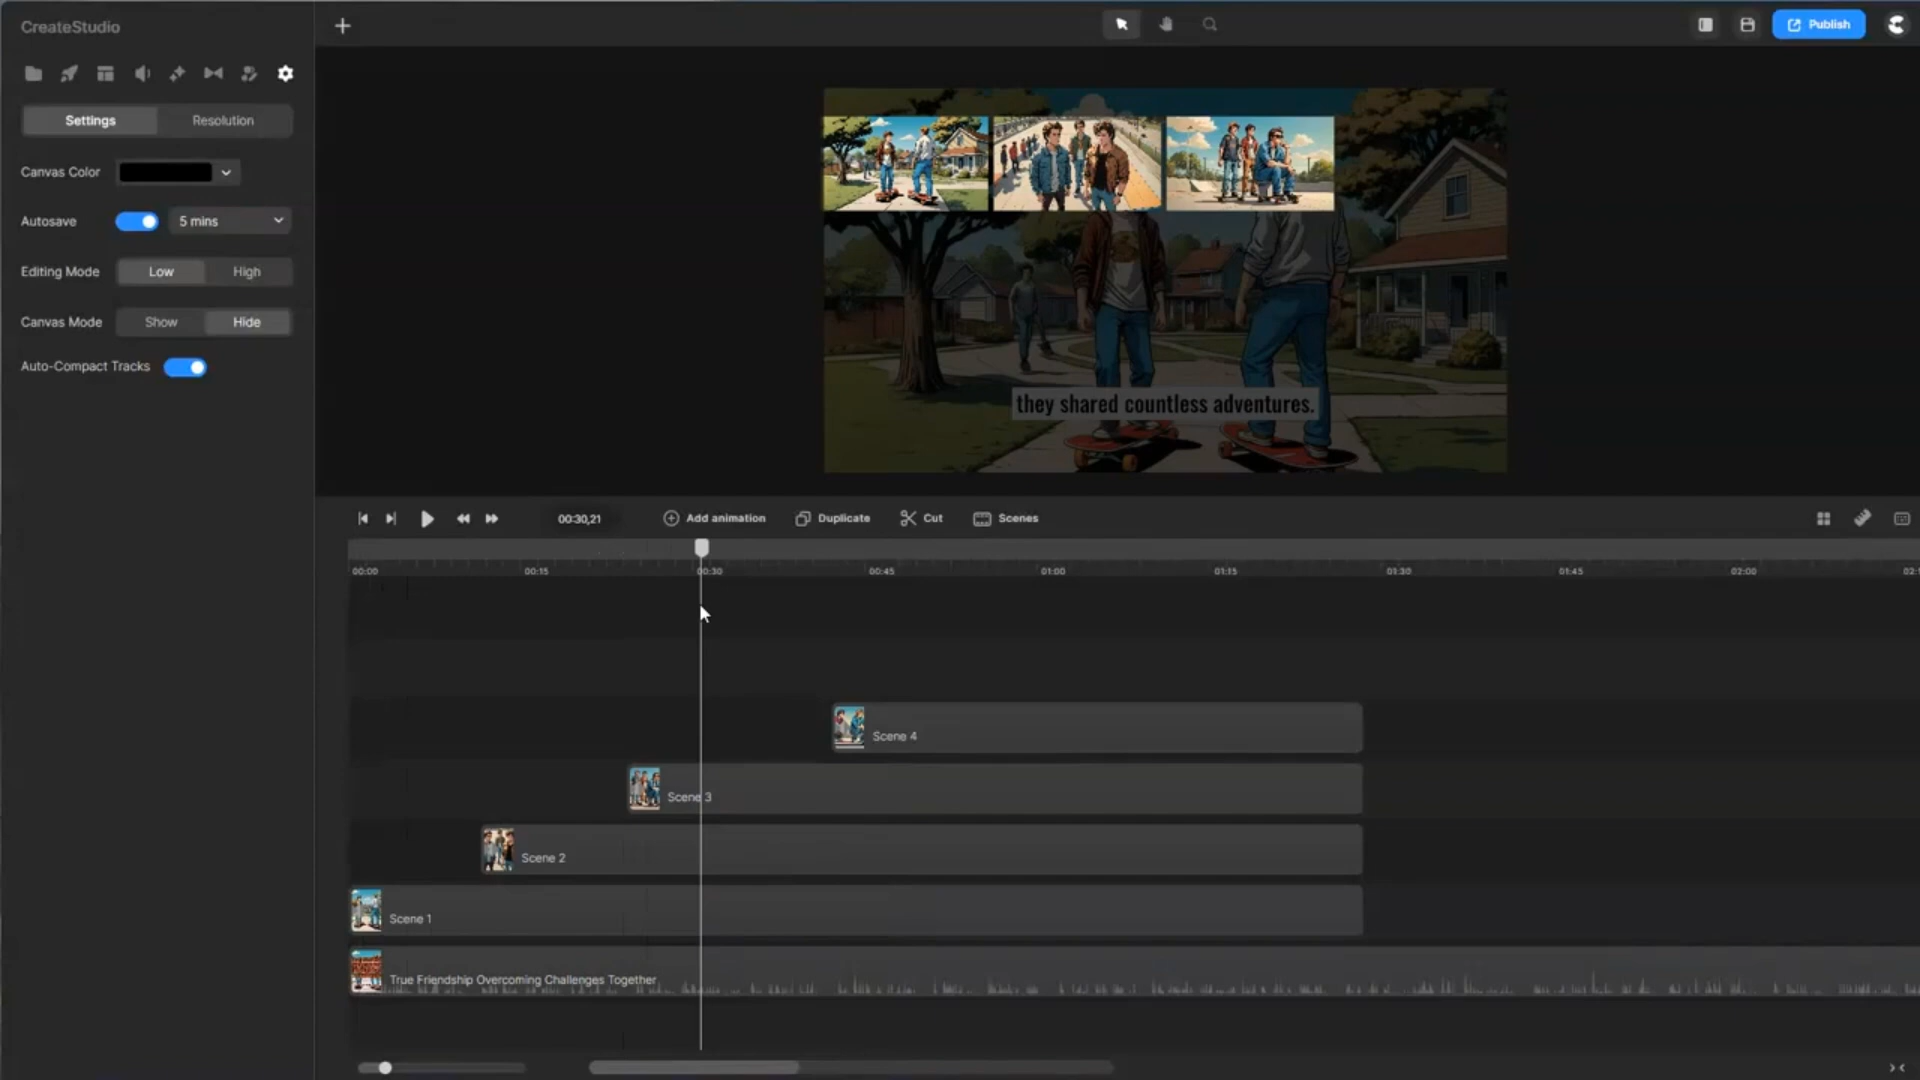 CreateStudio
Publish
Settings
Resolution
Canvas Color
Autosave
5 mins
Editing Mode
Low
High
Canvas Mode
Show
Hide
Auto-Compact Tracks
they shared countless adventures.
00:30,21
Add animation
Duplicate
Cut
Scenes
00:00
00:15
00:30
00:45
01:00
01:15
01:30
01:45
02:00
Scene 4
Scene 3
Scene 2
Scene 1
True Friendship Overcoming Challenges Together